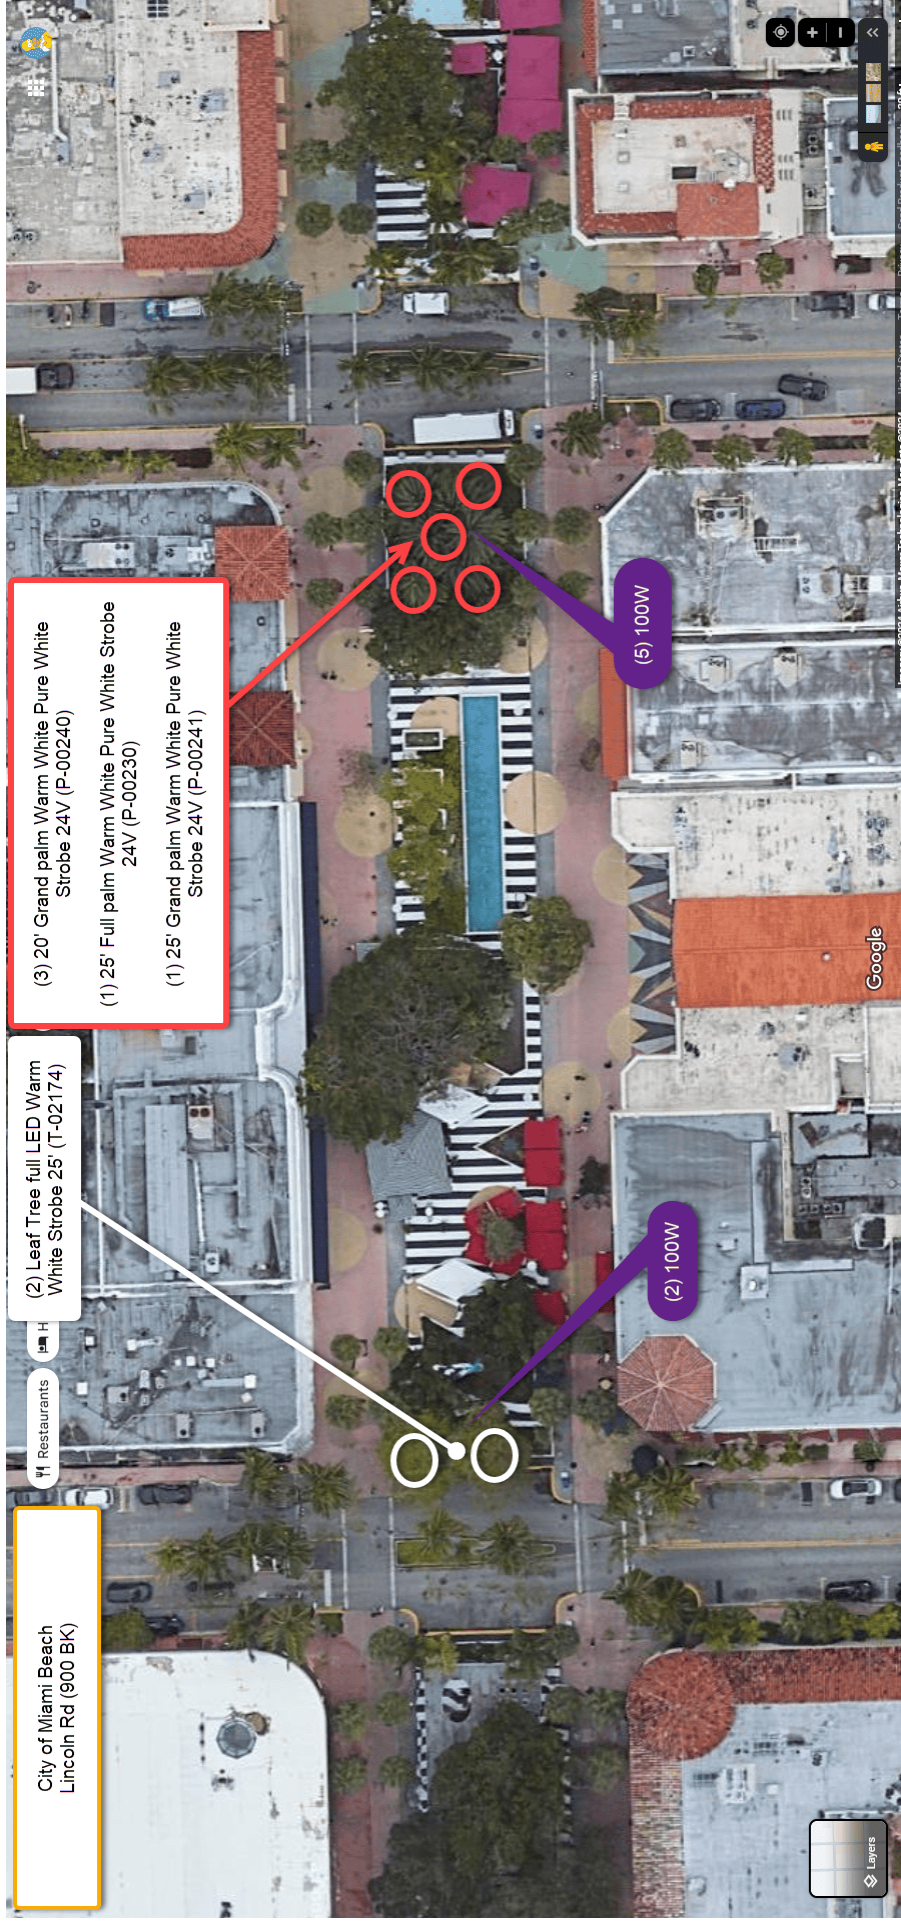 City of Miami Beach
Lincoln Rd (900 BK)
Restaurants
H
(2) Leaf Tree full LED Warm
White Strobe 25' (T-02174)
(3) 20' Grand palm Warm White Pure White
Strobe 24V (P-00240)
(1) 25' Full palm Warm White Pure White Strobe
24V (P-00230)
(1) 25' Grand palm Warm White Pure White
Strobe 24V (P-00241)
(2) 100W
(5) 100W
Layers
Google